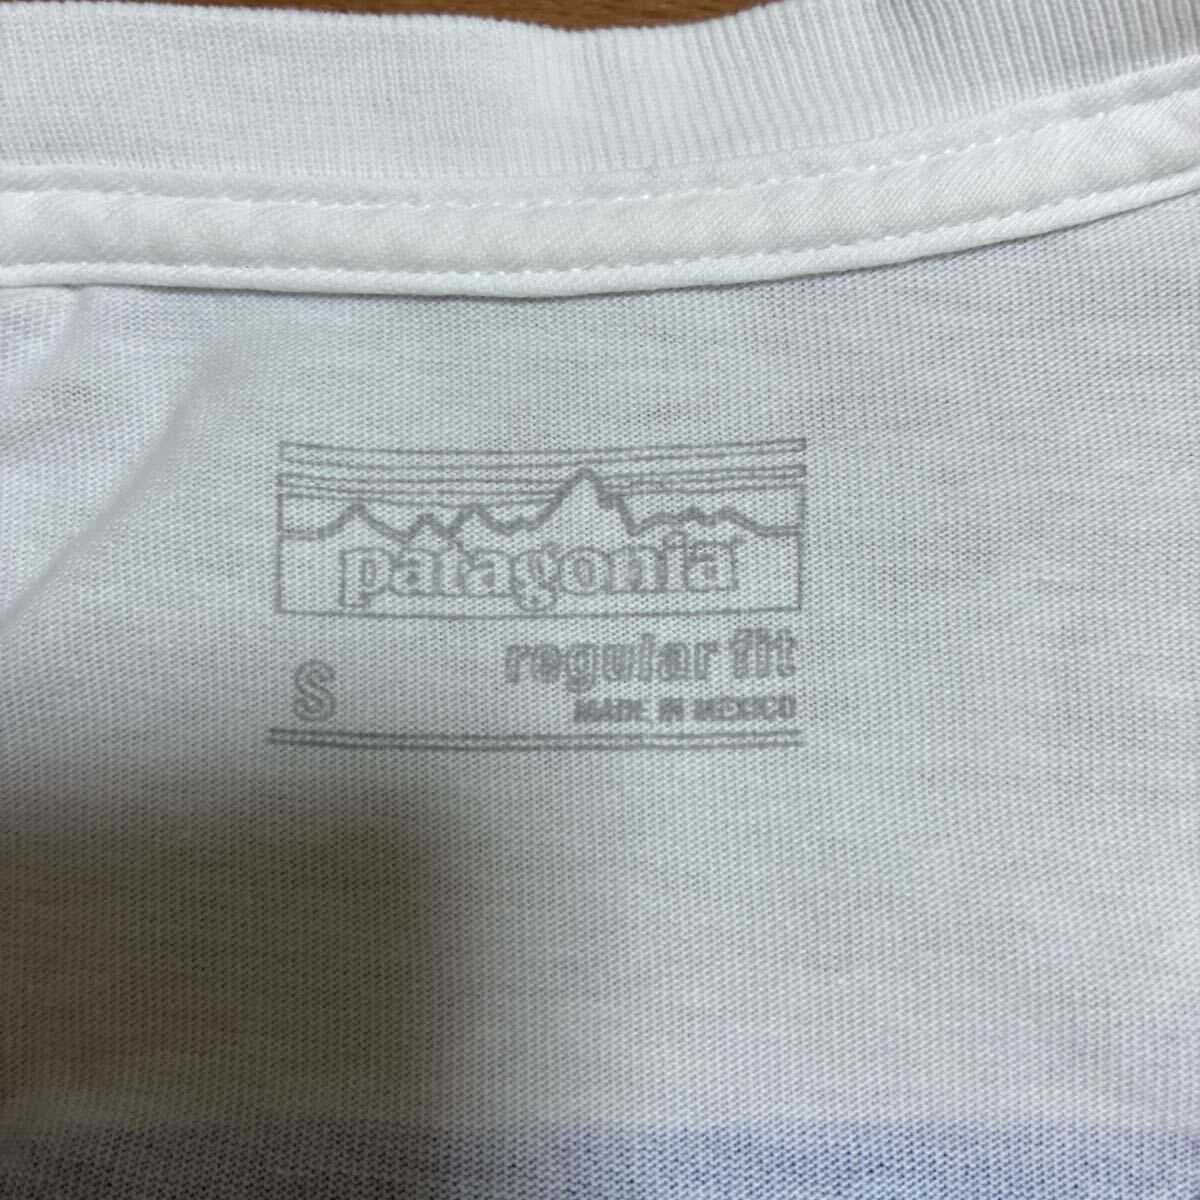 patagonia
regular fit
S
MADE IN MEXICO